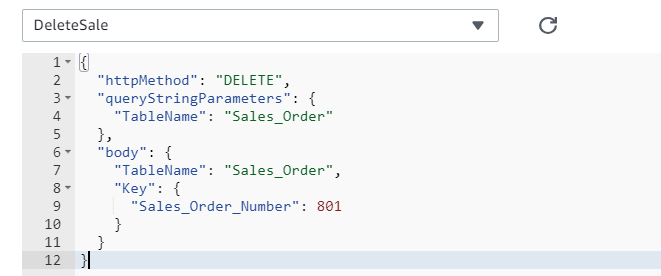 DeleteSale
1 {
2 "httpMethod": "DELETE",
3 "queryStringParameters": {
4 "TableName": "Sales_Order"
5 },
6 "body": {
7 "TableName": "Sales_Order",
8 "Key": {
9 "Sales_Order_Number": 801
10 }
11 }
12 }